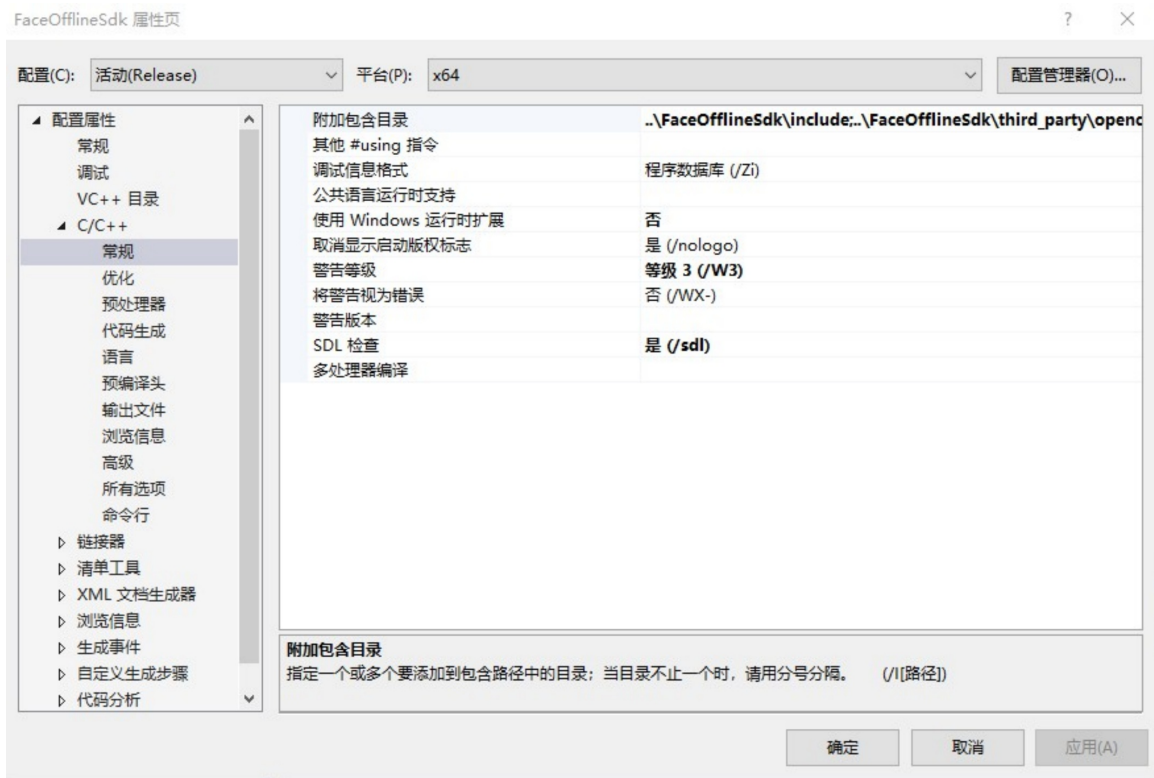 FaceOfflineSdk 属性页
配置(C): 活动(Release) 平台(P): x64 配置管理器(O)...
配置属性
常规
调试
VC++ 目录
C/C++
常规
优化
预处理器
代码生成
语言
预编译头
输出文件
浏览信息
高级
所有选项
命令行
链接器
清单工具
XML 文档生成器
浏览信息
生成事件
自定义生成步骤
代码分析
附加包含目录 ..\FaceOfflineSdk\include;..\FaceOfflineSdk\third_party\openc
其他 #using 指令
调试信息格式 程序数据库 (/Zi)
公共语言运行时支持
使用 Windows 运行时扩展 否
取消显示启动版权标志 是 (/nologo)
警告等级 等级 3 (/W3)
将警告视为错误 否 (/WX-)
警告版本
SDL 检查 是 (/sdl)
多处理器编译
附加包含目录
指定一个或多个要添加到包含路径中的目录；当目录不止一个时，请用分号分隔。 (/I[路径])
确定 取消 应用(A)